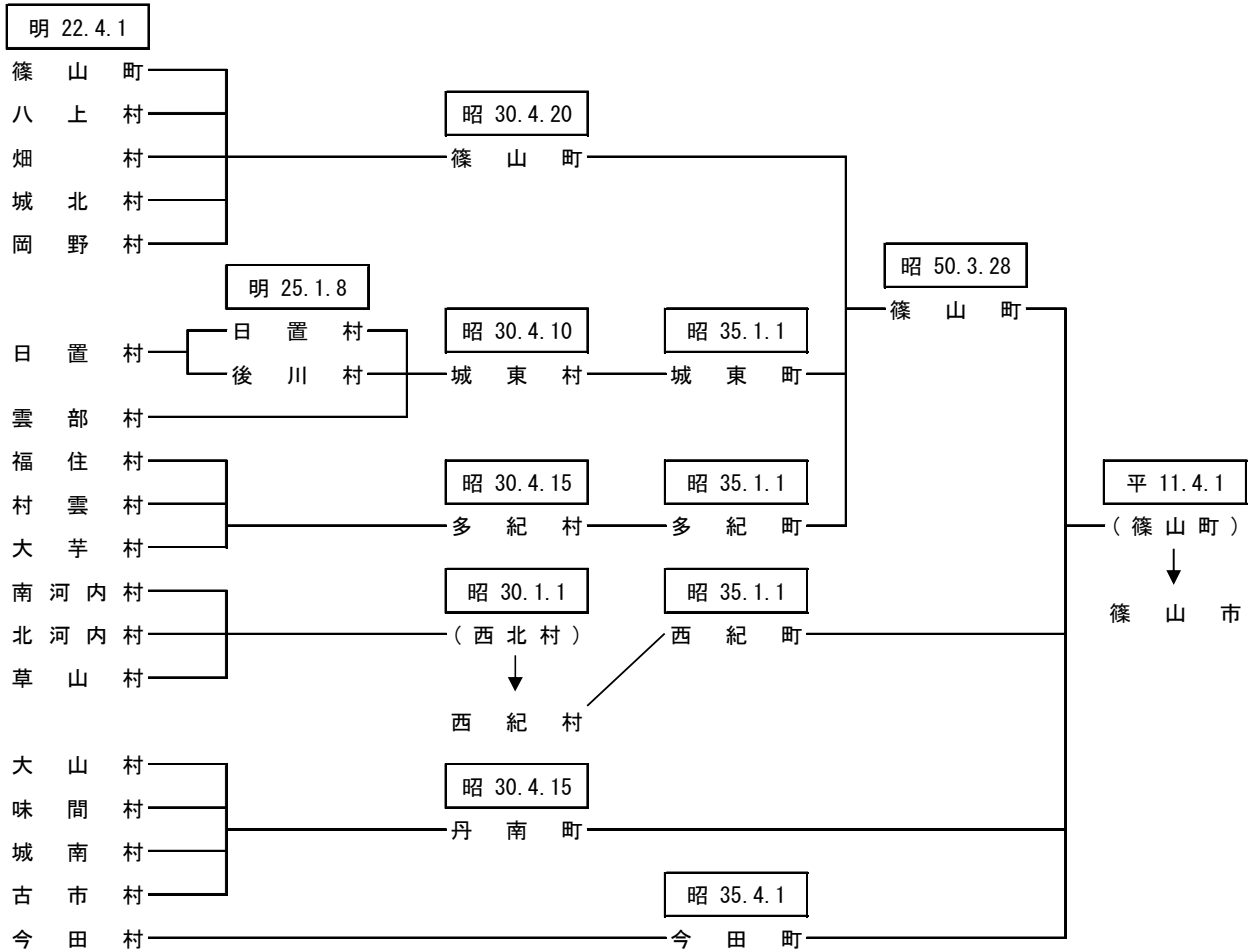 明 22.4.1
篠山町
八上村
昭 30.4.20
畑村
篠山町
城北村
岡野村
昭 50.3.28
明 25.1.8
篠山町
日置村
昭 30.4.10
昭 35.1.1
日置村
後川村
城東村
城東町
雲部村
福住村
昭 30.4.15
昭 35.1.1
平 11.4.1
村雲村
多紀村
多紀町
(篠山町)
大芋村
南河内村
昭 30.1.1
昭 35.1.1
篠山市
北河内村
(西北村)
西紀町
草山村
西紀村
大山村
昭 30.4.15
味間村
丹南町
城南村
古市村
昭 35.4.1
今田村
今田町